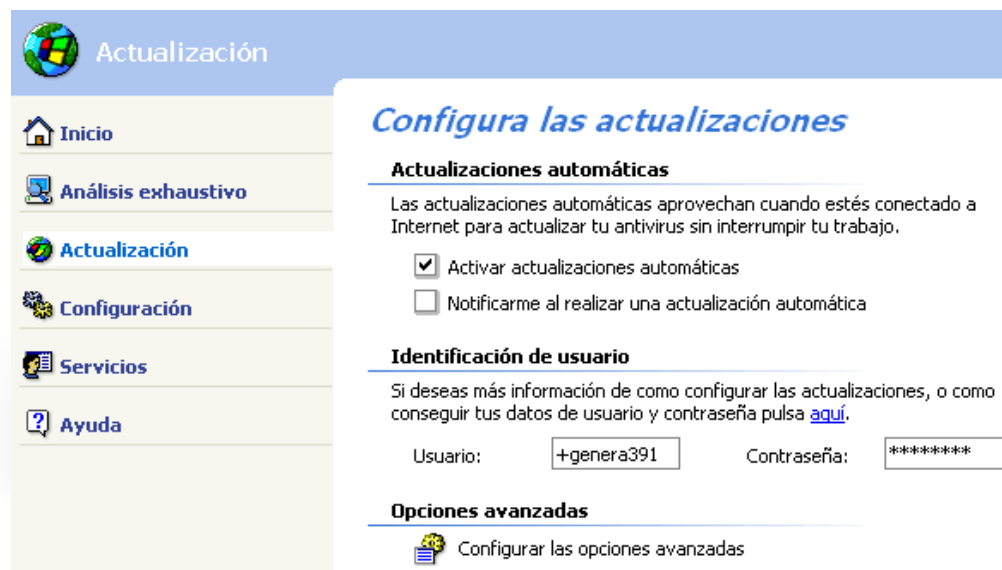 Actualización
Inicio
Análisis exhaustivo
Actualización
Configuración
Servicios
Ayuda
Configura las actualizaciones
Actualizaciones automáticas
Las actualizaciones automáticas aprovechan cuando estés conectado a
Internet para actualizar tu antivirus sin interrumpir tu trabajo.
Activar actualizaciones automáticas
Notificarme al realizar una actualización automática
Identificación de usuario
Si deseas más información de como configurar las actualizaciones, o como
conseguir tus datos de usuario y contraseña pulsa aquí.
Usuario: +genera391 Contraseña: ********
Opciones avanzadas
Configurar las opciones avanzadas